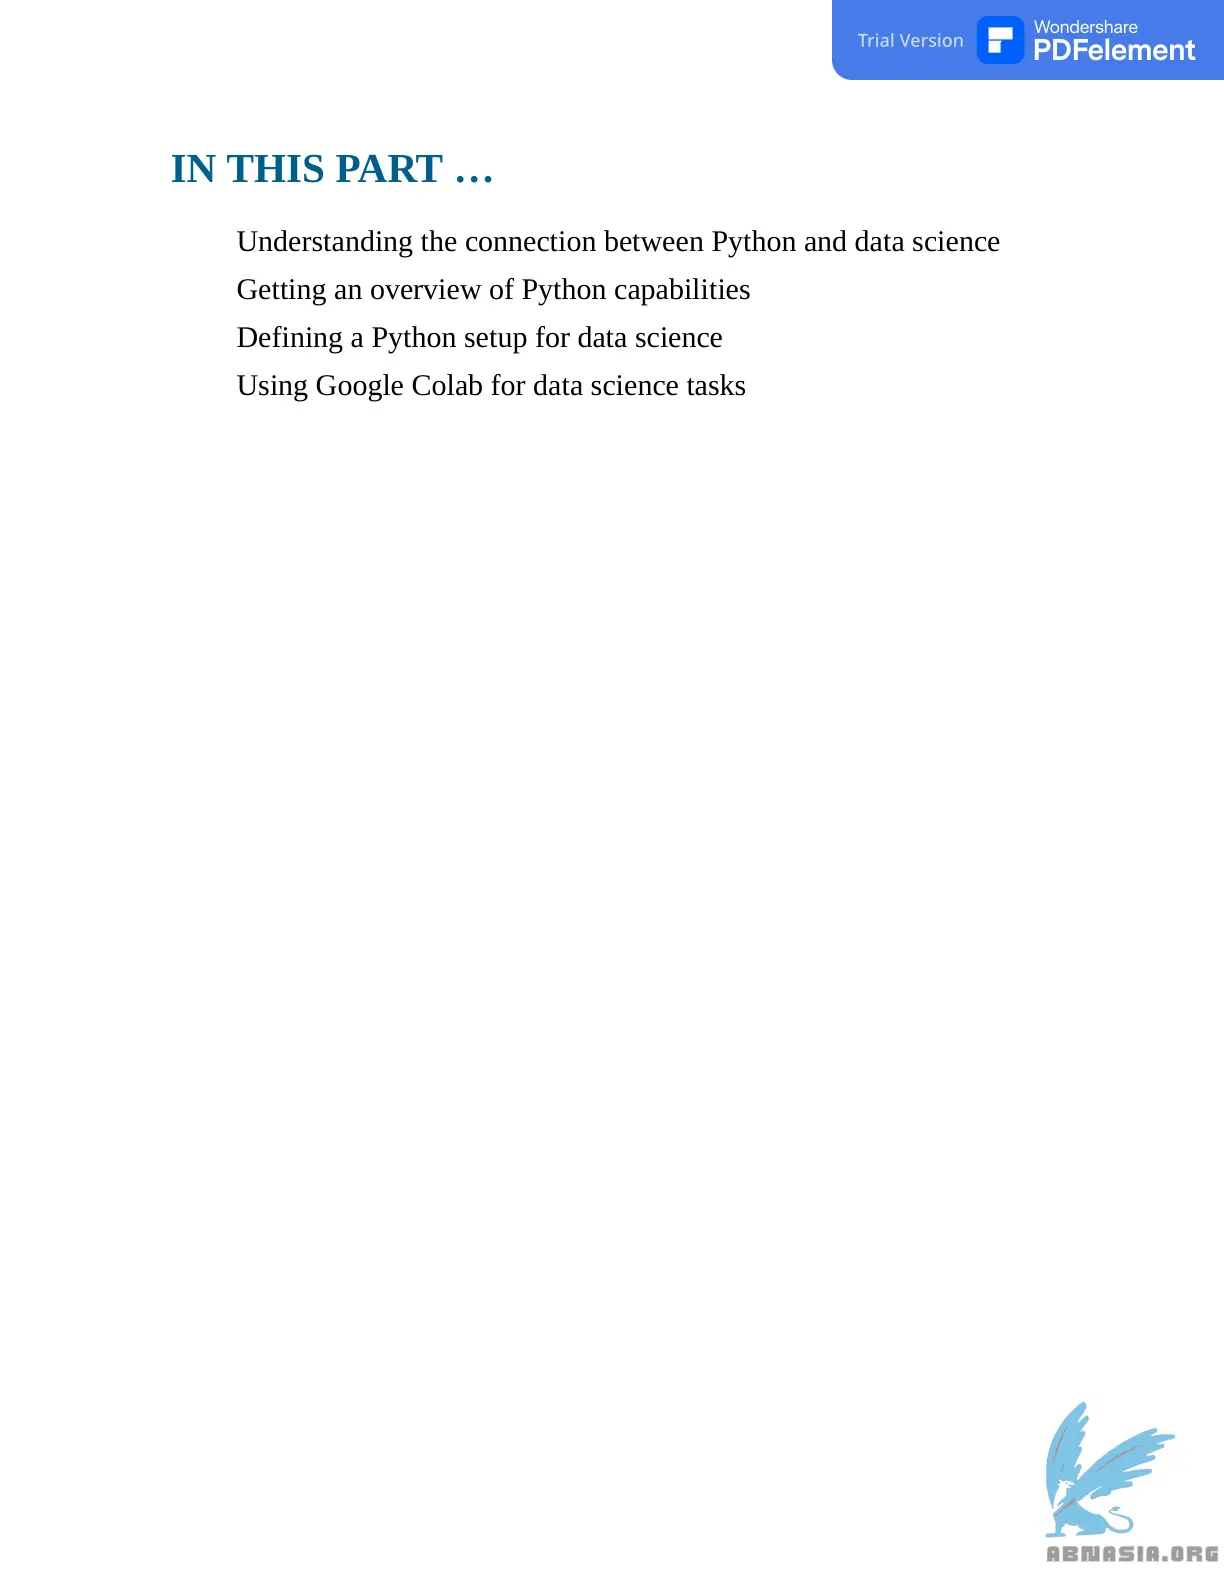 Trial Version
Wondershare
PDFelement
IN THIS PART …
Understanding the connection between Python and data science
Getting an overview of Python capabilities
Defining a Python setup for data science
Using Google Colab for data science tasks
ABNASIA.ORG